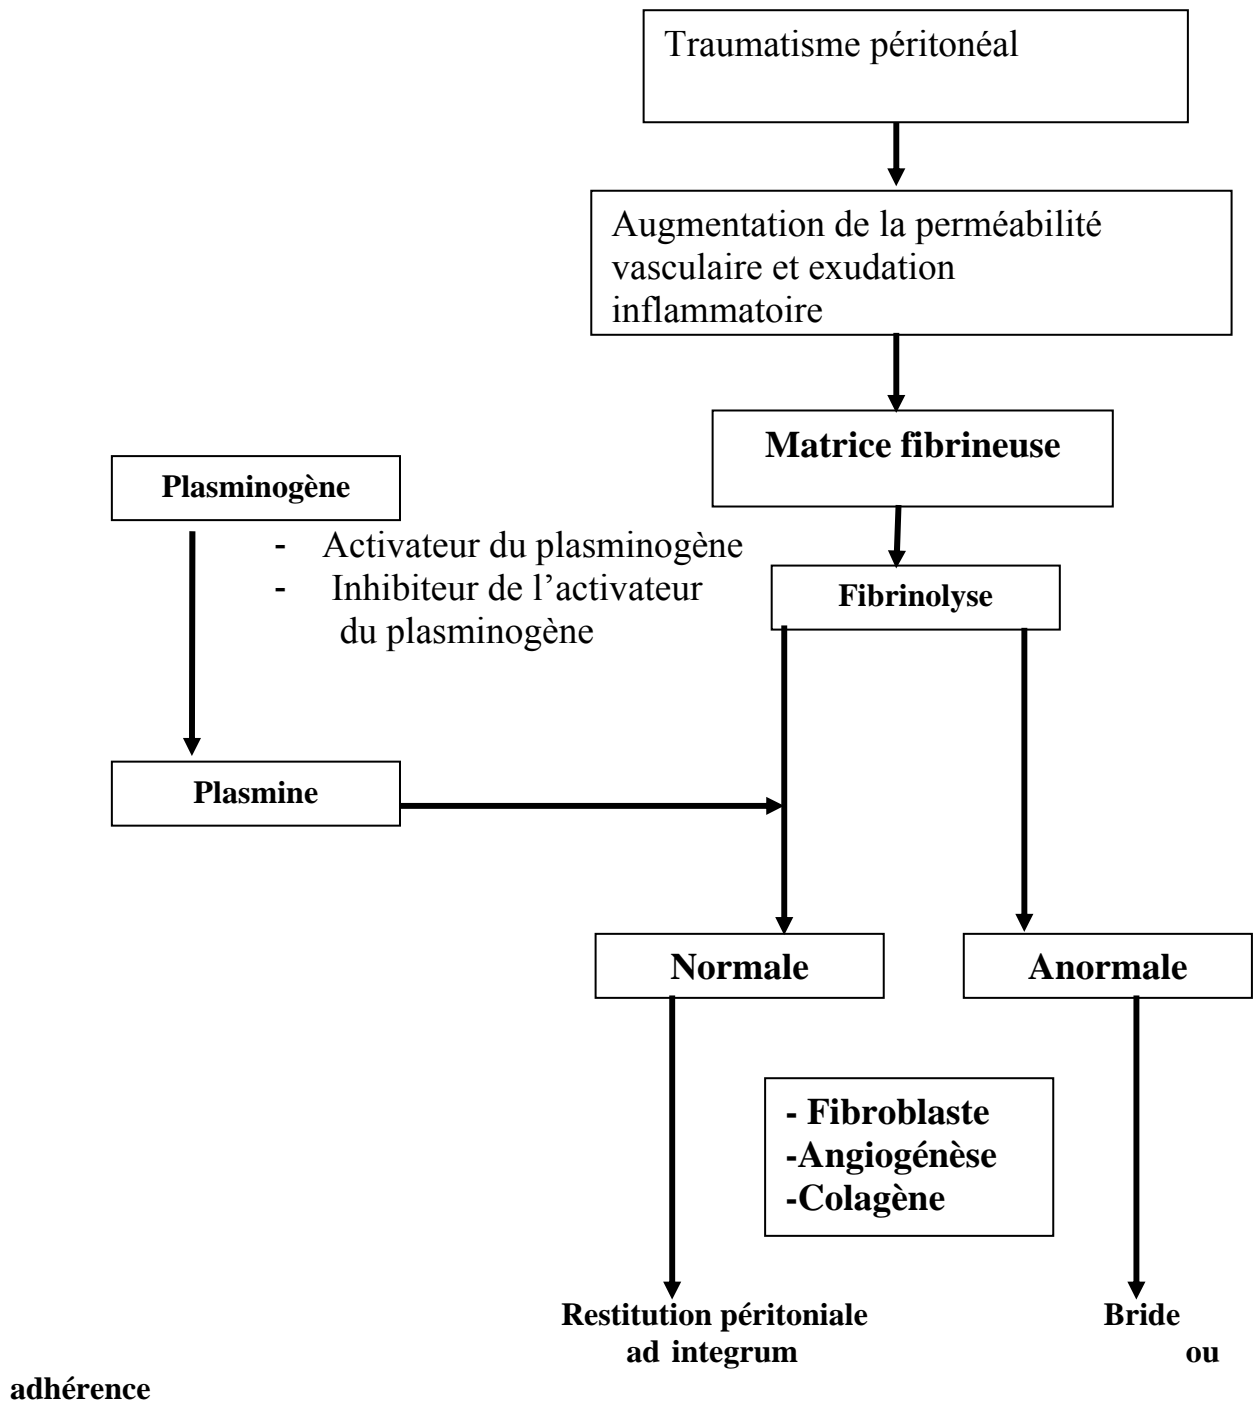 Traumatisme péritonéal
Augmentation de la perméabilité
vasculaire et exudation
inflammatoire
Matrice fibrineuse
Plasminogène
- Activateur du plasminogène
- Inhibiteur de l’activateur
du plasminogène
Fibrinolyse
Plasmine
Normale
Anormale
- Fibroblaste
-Angiogénèse
-Colagène
Restitution péritoniale Bride
ad integrum ou
adhérence